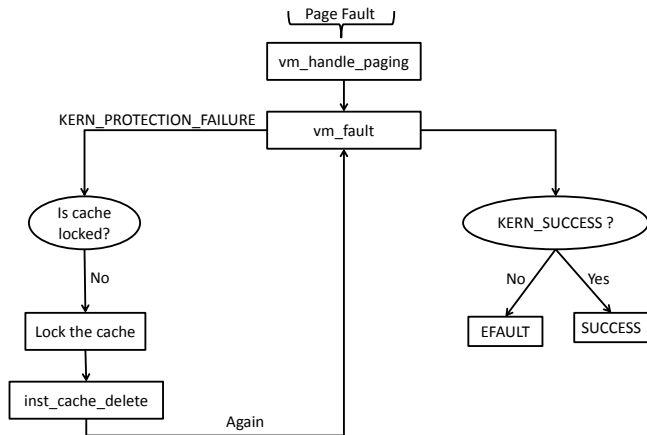 Page Fault
vm_handle_paging
KERN_PROTECTION_FAILURE
vm_fault
Is cache
locked?
KERN_SUCCESS ?
No
No
Yes
Lock the cache
EFAULT
SUCCESS
inst_cache_delete
Again